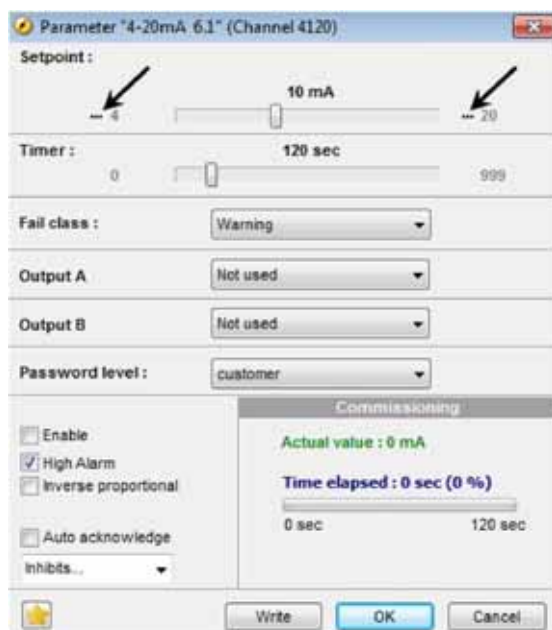 Parameter "4-20mA 6.1" (Channel 4120)
Setpoint :
10 mA
... 4
... 20
Timer :
120 sec
0
999
Fail class :
Warning
Output A
Not used
Output B
Not used
Password level :
customer
Enable
High Alarm
Inverse proportional
Auto acknowledge
Inhibits...
Commissioning
Actual value : 0 mA
Time elapsed : 0 sec (0 %)
0 sec
120 sec
Write
OK
Cancel